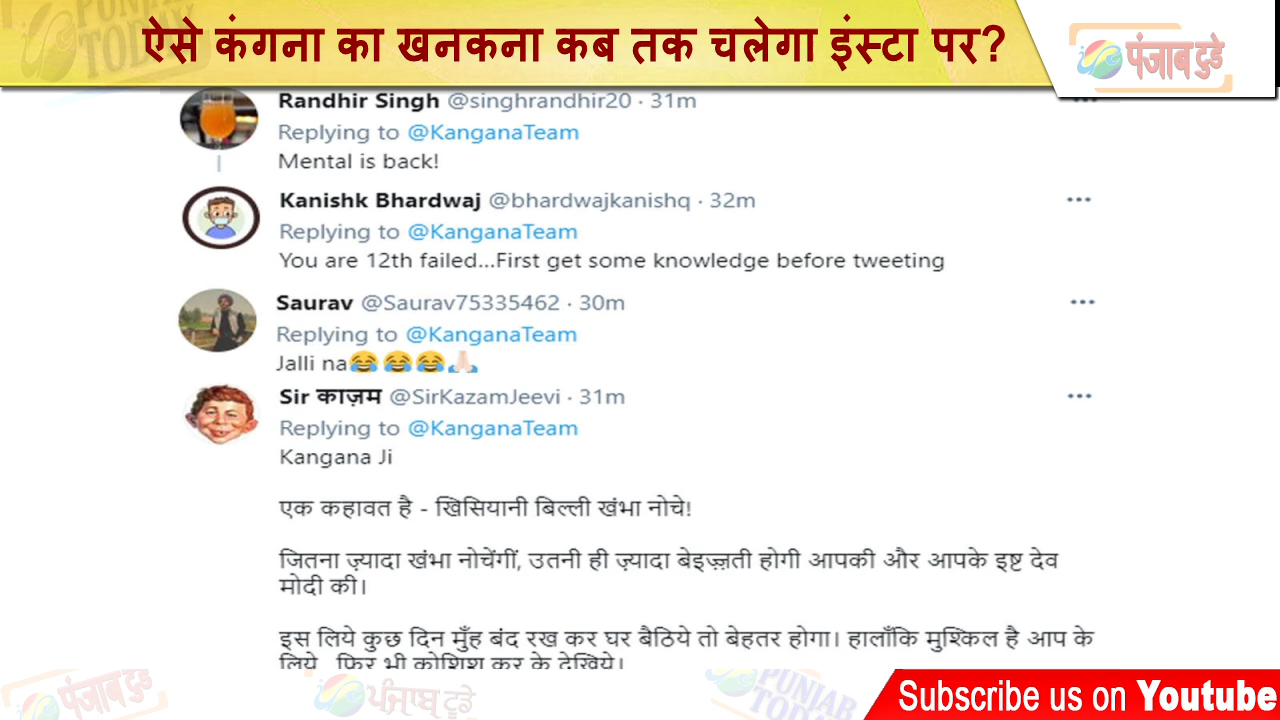 ऐसे कंगना का खनकना कब तक चलेगा इंस्टा पर?
पंजाब टुडे
Randhir Singh @singhrandhir20 · 31m
Replying to @KanganaTeam
Mental is back!
Kanishk Bhardwaj @bhardwajkanishq · 32m
Replying to @KanganaTeam
You are 12th failed...First get some knowledge before tweeting
Saurav @Saurav75335462 · 30m
Replying to @KanganaTeam
Jalli na😂😂😂🙏🏻
Sir काज़म @SirKazamJeevi · 31m
Replying to @KanganaTeam
Kangana Ji
एक कहावत है - खिसियानी बिल्ली खंभा नोचे!
जितना ज़्यादा खंभा नोचेंगीं, उतनी ही ज़्यादा बेइज़्ज़ती होगी आपकी और आपके इष्ट देव
मोदी की।
इस लिये कुछ दिन मुँह बंद रख कर घर बैठिये तो बेहतर होगा। हालाँकि मुश्किल है आप के
लिये, फिर भी कोशिश कर के देखिये।
पंजाब टुडे
ਪੰਜਾਬ ਟੂਡੇ
PUNJAB TODAY
Subscribe us on Youtube